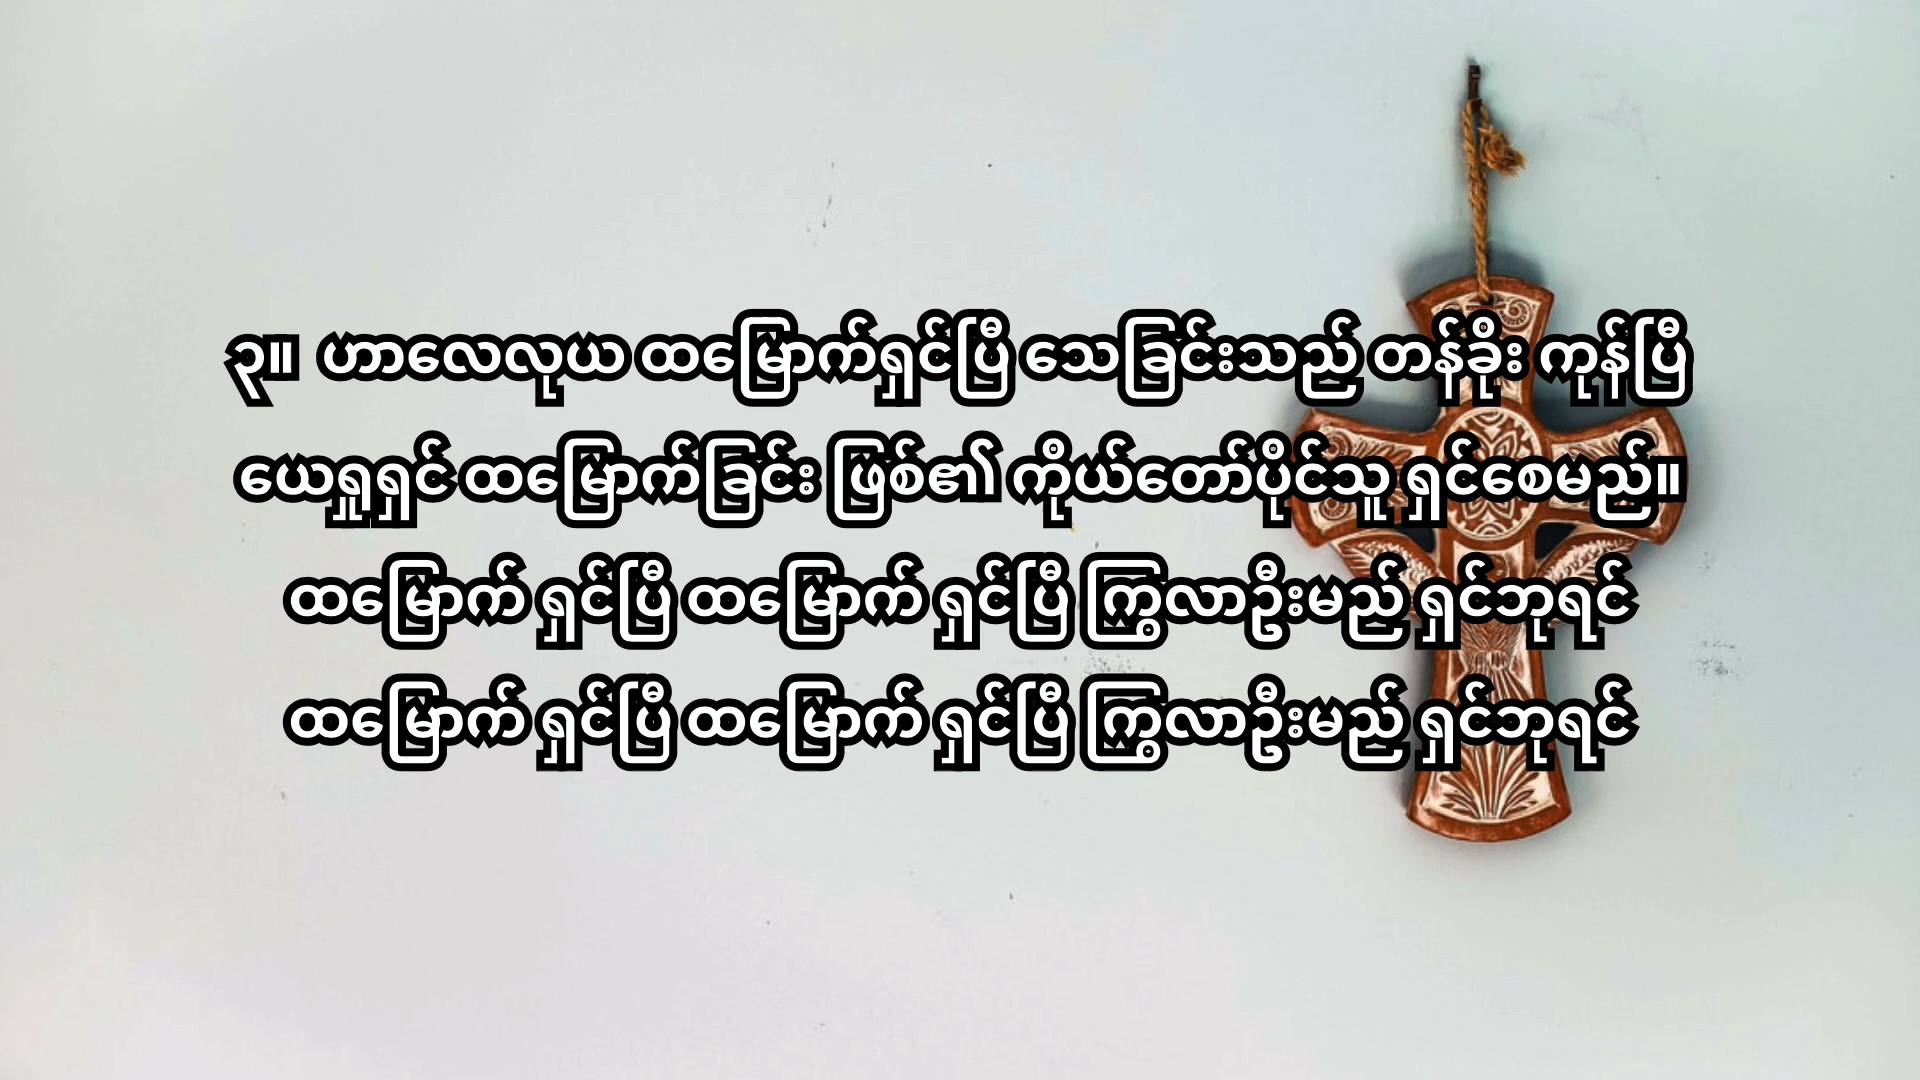 ၃။ ဟာလေလုယ ထမြောက်ရှင်ပြီ သေခြင်းသည် တန်ခိုး ကုန်ပြီ
ယေရှုရှင် ထမြောက်ခြင်း ဖြစ်၏ ကိုယ်တော်ပိုင်သူ ရှင်စေမည်။
ထမြောက် ရှင်ပြီ ထမြောက် ရှင်ပြီ ကြွလာဦးမည် ရှင်ဘုရင်
ထမြောက် ရှင်ပြီ ထမြောက် ရှင်ပြီ ကြွလာဦးမည် ရှင်ဘုရင်